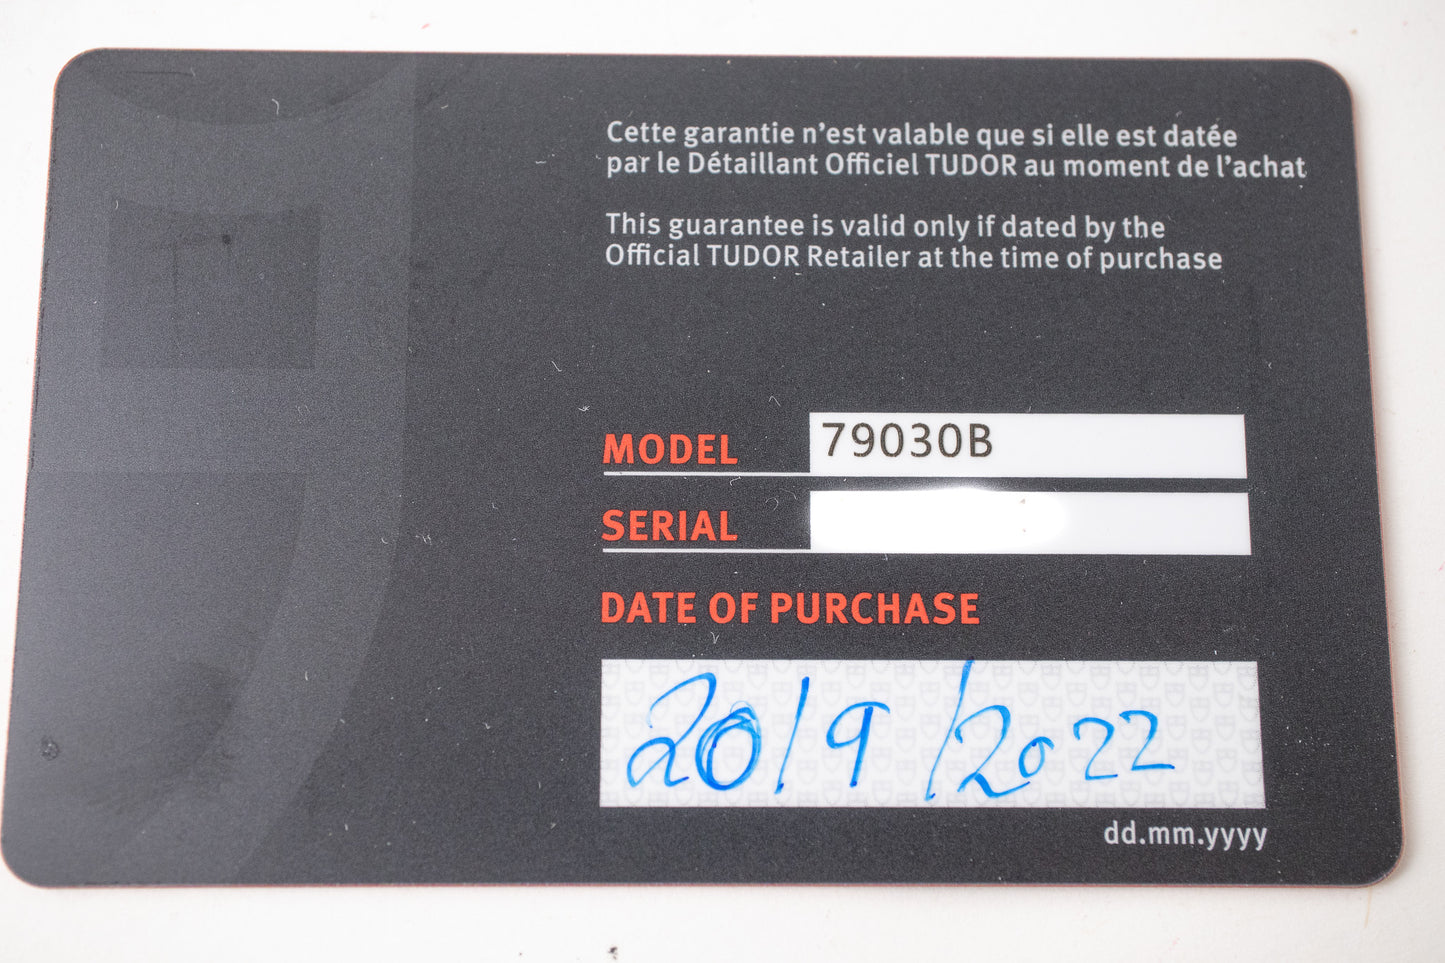 Cette garantie n'est valable que si elle est datée
par le Détaillant Officiel TUDOR au moment de l'achat
This guarantee is valid only if dated by the
Official TUDOR Retailer at the time of purchase
MODEL 79030B
SERIAL
DATE OF PURCHASE
20/9/2022
dd.mm.yyyy